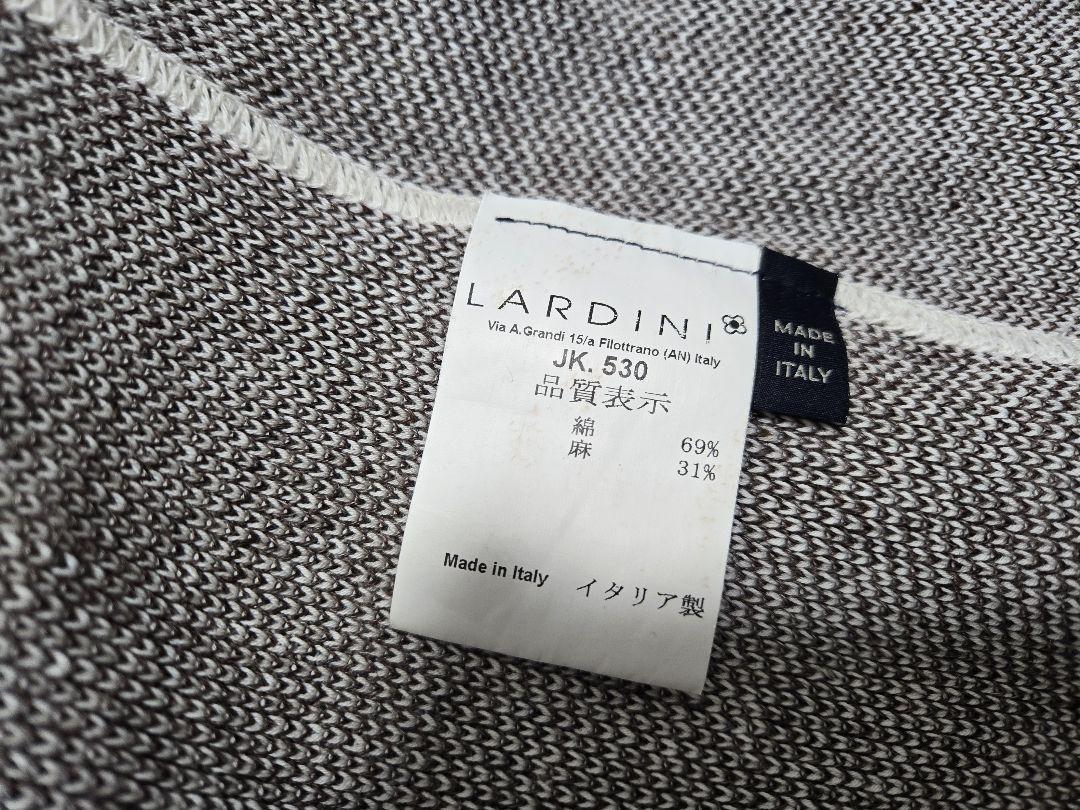 LARDINI
Via A.Grandi 15/a Filottrano (AN) Italy
JK. 530
品質表示
綿 69%
麻 31%
Made in Italy イタリア製
MADE
IN
ITALY